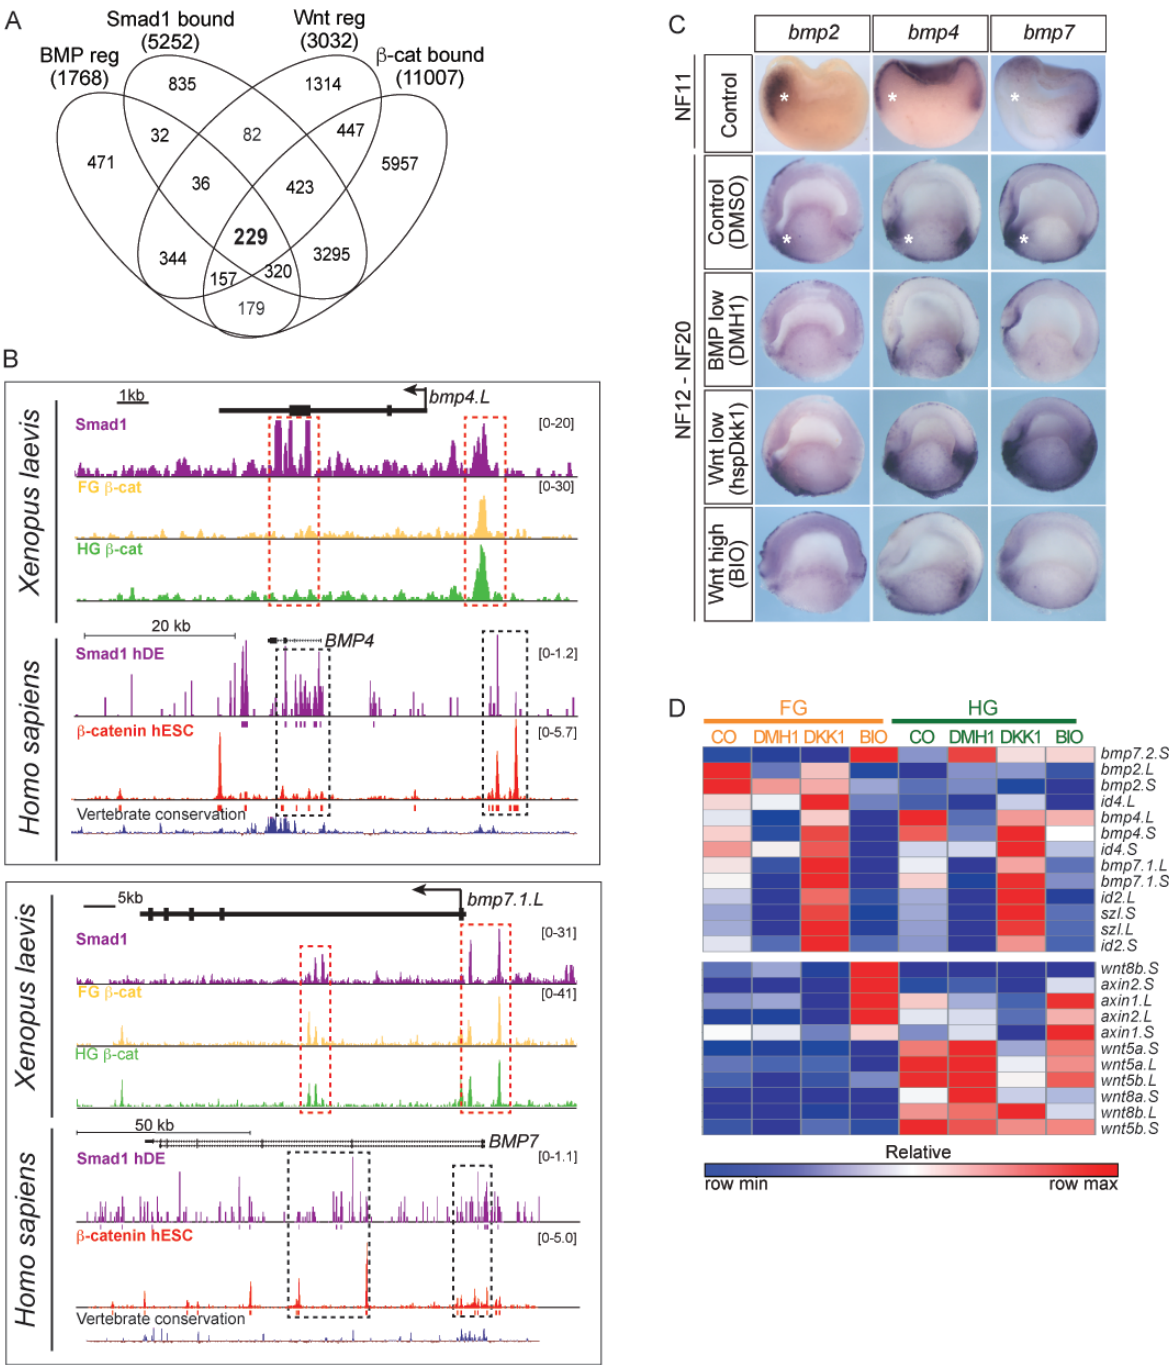 A
Smad1 bound
(5252)
Wnt reg
(3032)
BMP reg
(1768)
β-cat bound
(11007)
835
1314
32
82
447
471
5957
36
423
229
344
3295
157
320
179
B
Xenopus laevis
1kb
bmp4.L
Smad1
[0-20]
FG β-cat
[0-30]
HG β-cat
Homo sapiens
20 kb
BMP4
Smad1 hDE
[0-1.2]
β-catenin hESC
[0-5.7]
Vertebrate conservation
Xenopus laevis
5kb
bmp7.1.L
Smad1
[0-31]
FG β-cat
[0-41]
HG β-cat
Homo sapiens
50 kb
BMP7
Smad1 hDE
[0-1.1]
β-catenin hESC
[0-5.0]
Vertebrate conservation
C
bmp2 bmp4 bmp7
NF11
Control
* * *
NF12 - NF20
Control
(DMSO)
* * *
BMP low
(DMH1)
Wnt low
(hspDkk1)
Wnt high
(BIO)
D
FG HG
CO DMH1 DKK1 BIO CO DMH1 DKK1 BIO
bmp7.2.S
bmp2.L
bmp2.S
id4.L
bmp4.L
bmp4.S
id4.S
bmp7.1.L
bmp7.1.S
id2.L
szl.S
szl.L
id2.S
wnt8b.S
axin2.S
axin1.L
axin2.L
axin1.S
wnt5a.S
wnt5a.L
wnt5b.L
wnt8a.S
wnt8b.L
wnt5b.S
Relative
row min row max